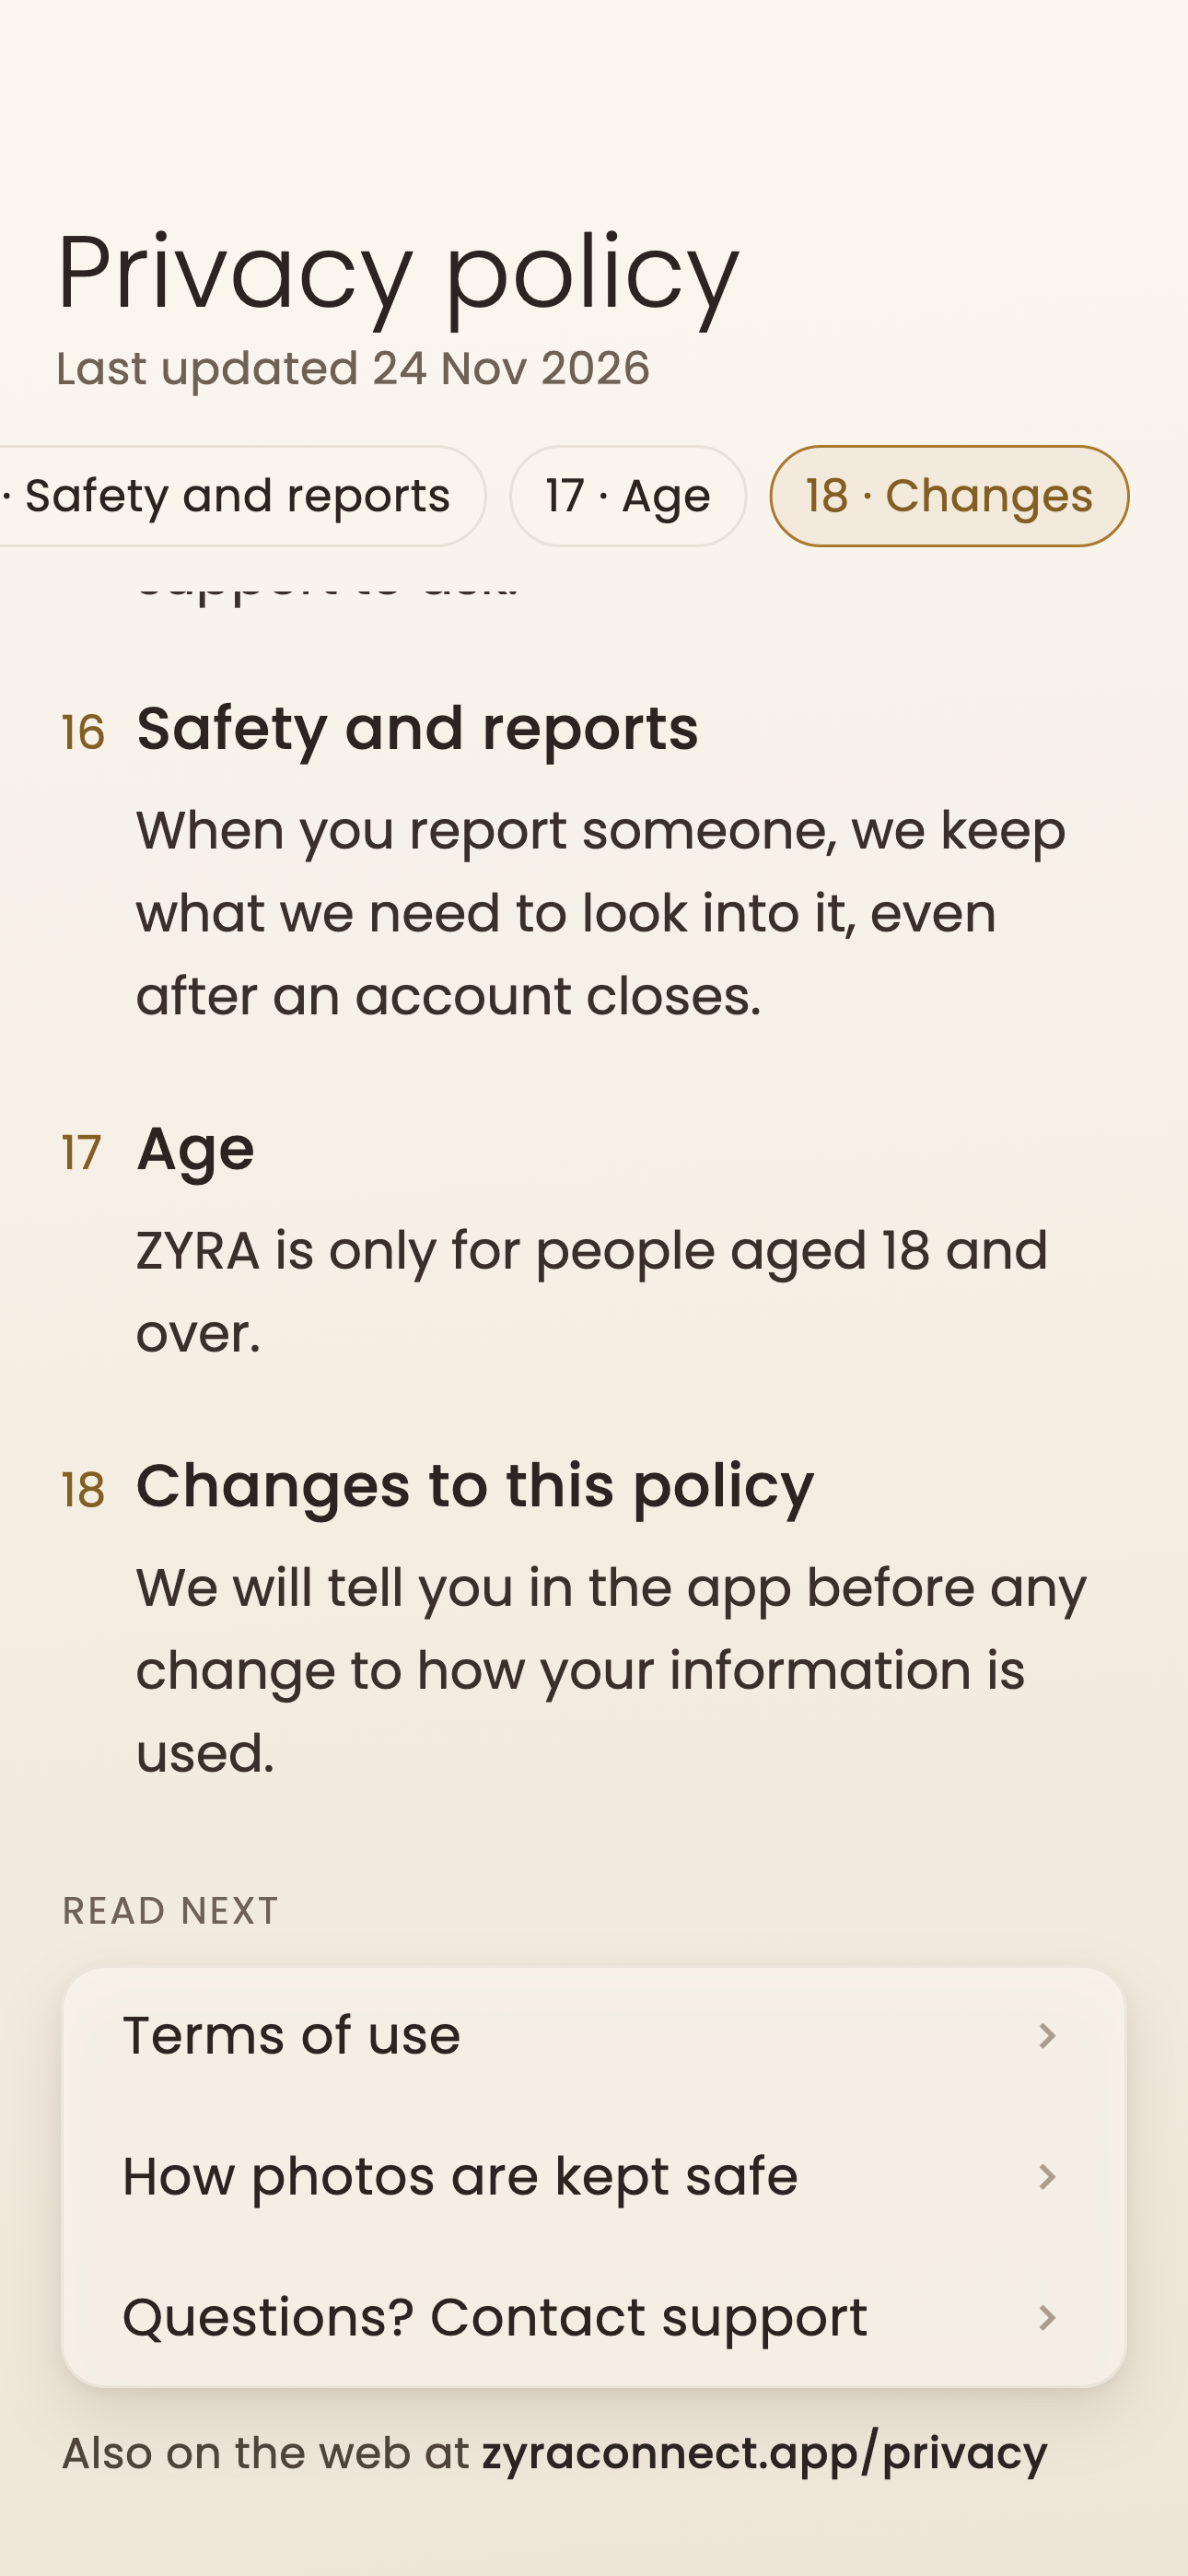 Privacy policy
Last updated 24 Nov 2026
· Safety and reports
17 · Age
18 · Changes
support to ask.
16 Safety and reports
When you report someone, we keep
what we need to look into it, even
after an account closes.
17 Age
ZYRA is only for people aged 18 and
over.
18 Changes to this policy
We will tell you in the app before any
change to how your information is
used.
READ NEXT
Terms of use
How photos are kept safe
Questions? Contact support
Also on the web at zyraconnect.app/privacy